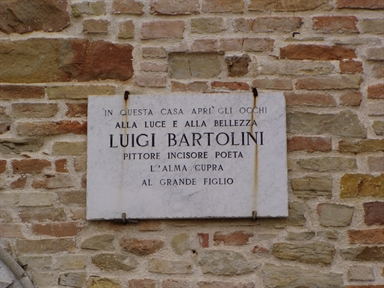 IN QUESTA CASA APRÌ GLI OCCHI
ALLA LUCE E ALLA BELLEZZA
LUIGI BARTOLINI
PITTORE INCISORE POETA
L'ALMA CUPRA
AL GRANDE FIGLIO